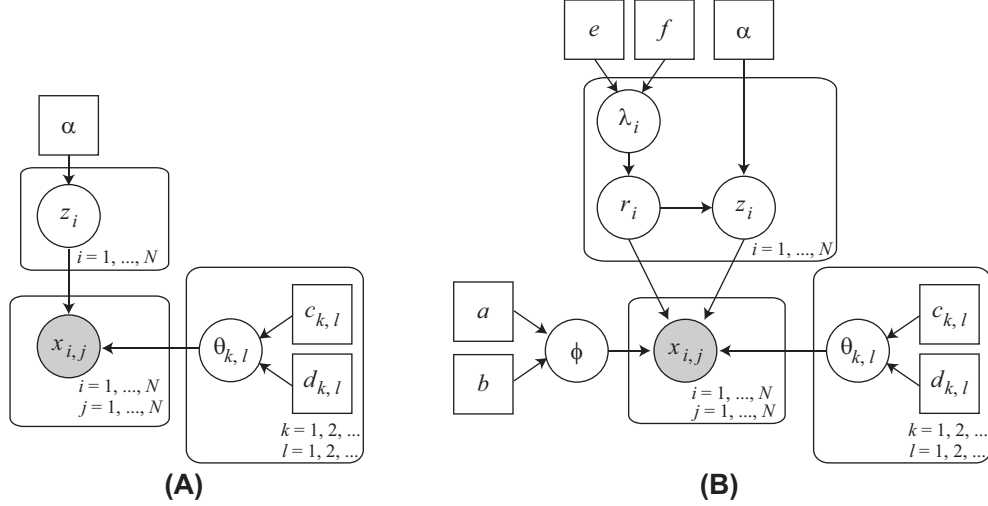 α
z_i
i = 1, ..., N
x_{i, j}
i = 1, ..., N
j = 1, ..., N
θ_{k, l}
c_{k, l}
d_{k, l}
k = 1, 2, ...
l = 1, 2, ...
(A)
e
f
α
λ_i
r_i
z_i
i = 1, ..., N
a
b
ϕ
x_{i, j}
i = 1, ..., N
j = 1, ..., N
θ_{k, l}
c_{k, l}
d_{k, l}
k = 1, 2, ...
l = 1, 2, ...
(B)